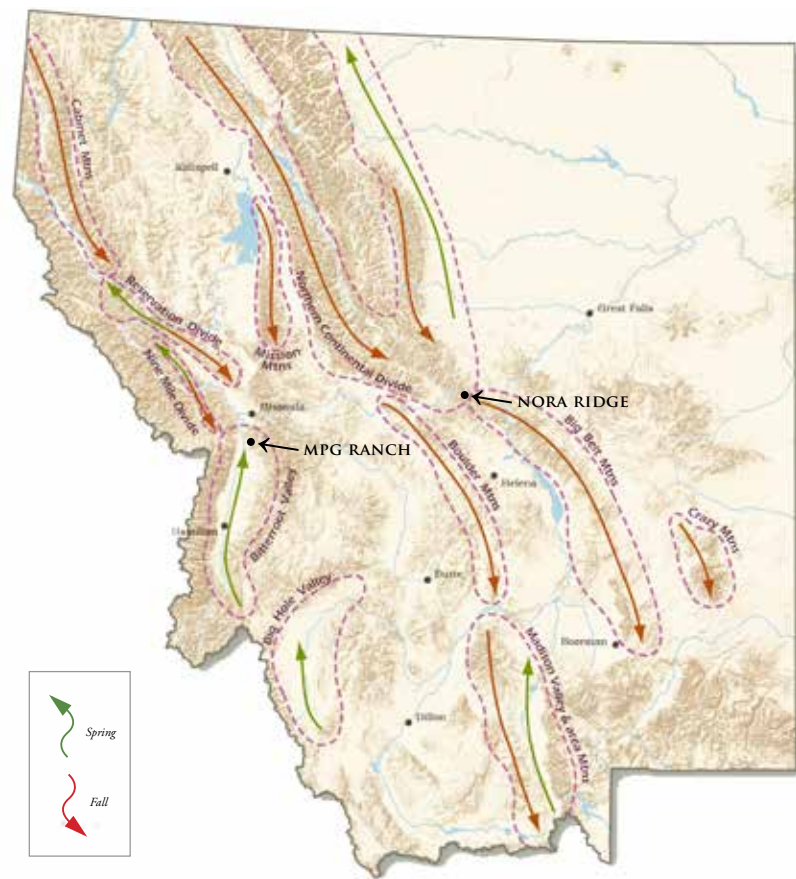 Cabinet Mtns
Kalispell
Reservation Divide
Nine Mile Divide
Mission
Mtns
Northern Continental Divide
Great Falls
NORA RIDGE
Missoula
MPG RANCH
Big Belt Mtns
Boulder Mtns
Helena
Crazy Mtns
Hamilton
Bitterroot Valley
Butte
Big Hole Valley
Bozeman
Madison Valley & area Mtns
Dillon
Spring
Fall